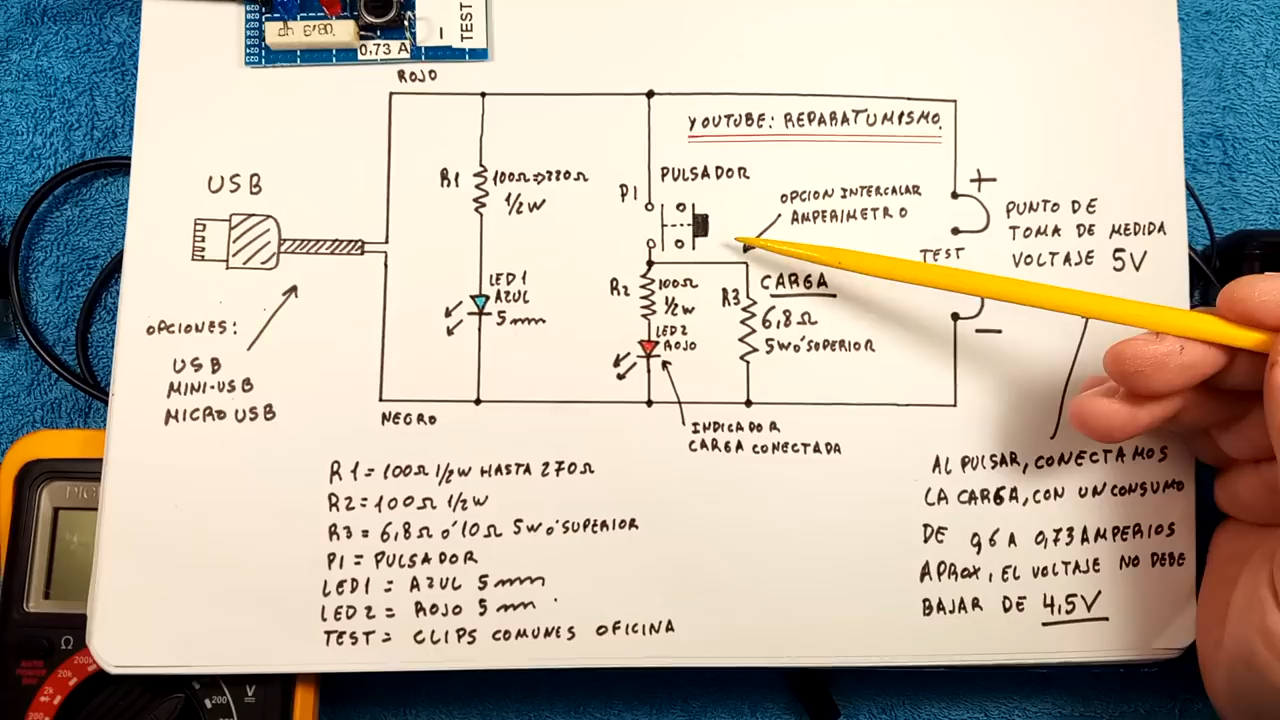 TEST
0,73 A
ROJO
YOUTUBE: REPARATUMISMO.
USB
R1
100Ω⇒220Ω
1/2W
PULSADOR
P1
OPCION INTERCALAR
AMPERIMETRO
+
PUNTO DE
TOMA DE MEDIDA
VOLTAJE 5V
TEST
LED1
AZUL
5mm
R2
100Ω
1/2W
R3
CARGA
6,8Ω
5W Ó SUPERIOR
LED2
ROJO
OPCIONES:
USB
MINI-USB
MICRO USB
NEGRO
INDICADOR
CARGA CONECTADA
R1=100Ω 1/2W HASTA 270Ω
R2=100Ω 1/2W
R3=6,8Ω Ó 10Ω 5W Ó SUPERIOR
P1=PULSADOR
LED1=AZUL 5mm
LED2=ROJO 5mm
TEST= CLIPS COMUNES OFICINA
AL PULSAR, CONECTAMOS
LA CARGA, CON UN CONSUMO
DE 0,6 A 0,73 AMPERIOS
APROX, EL VOLTAJE NO DEBE
BAJAR DE 4,5V
Ω
200k
20k
2k
200
V
200